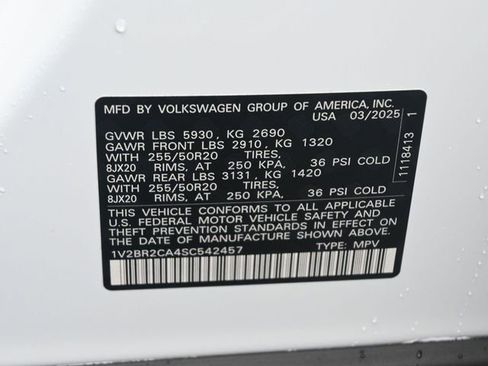 MFD BY VOLKSWAGEN GROUP OF AMERICA, INC.
USA 03/2025
GVWR LBS 5930, KG 2690
GAWR FRONT LBS 2910, KG 1320
WITH 255/50R20 TIRES,
8JX20 RIMS, AT 250 KPA, 36 PSI COLD
GAWR REAR LBS 3131, KG 1420
WITH 255/50R20 TIRES,
8JX20 RIMS, AT 250 KPA, 36 PSI COLD
THIS VEHICLE CONFORMS TO ALL APPLICABLE
U.S. FEDERAL MOTOR VEHICLE SAFETY AND
THEFT PREVENTION STANDARDS IN EFFECT ON
THE DATE OF MANUFACTURE SHOWN ABOVE.
1V2BR2CA4SC542457 TYPE: MPV
1118413 1